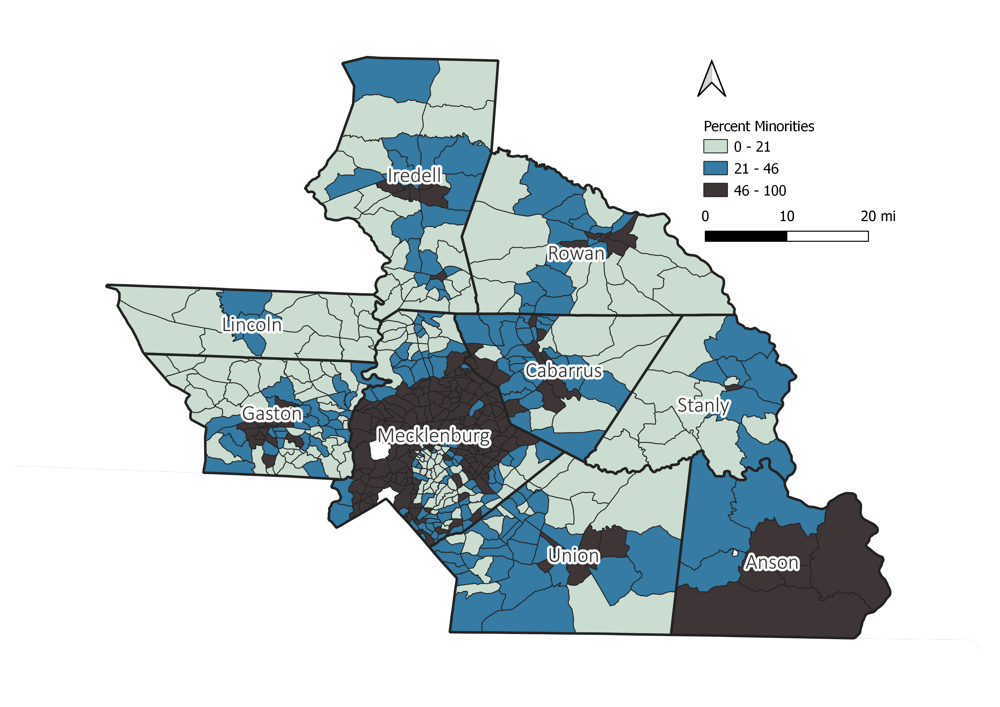 Percent Minorities
0 - 21
21 - 46
46 - 100
0 10 20 mi
Iredell
Rowan
Lincoln
Cabarrus
Stanly
Gaston
Mecklenburg
Union
Anson